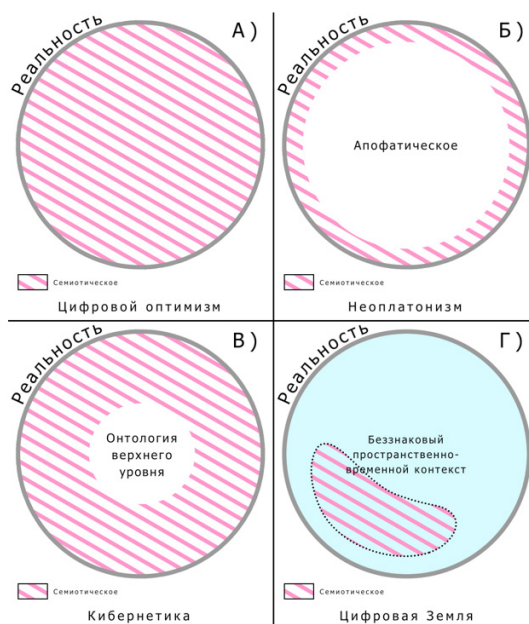 Реальность
А)
Семиотическое
Цифровой оптимизм
Реальность
Б)
Апофатическое
Семиотическое
Неоплатонизм
Реальность
В)
Онтология
верхнего
уровня
Семиотическое
Кибернетика
Реальность
Г)
Беззнаковый
пространственно-
временной контекст
Семиотическое
Цифровая Земля